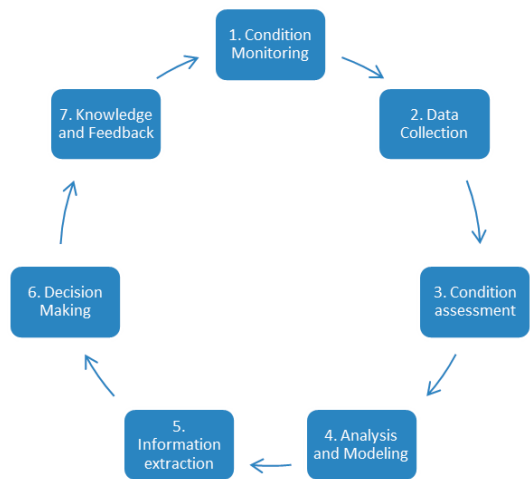 1. Condition
Monitoring
2. Data
Collection
3. Condition
assessment
4. Analysis
and Modeling
5.
Information
extraction
6. Decision
Making
7. Knowledge
and Feedback